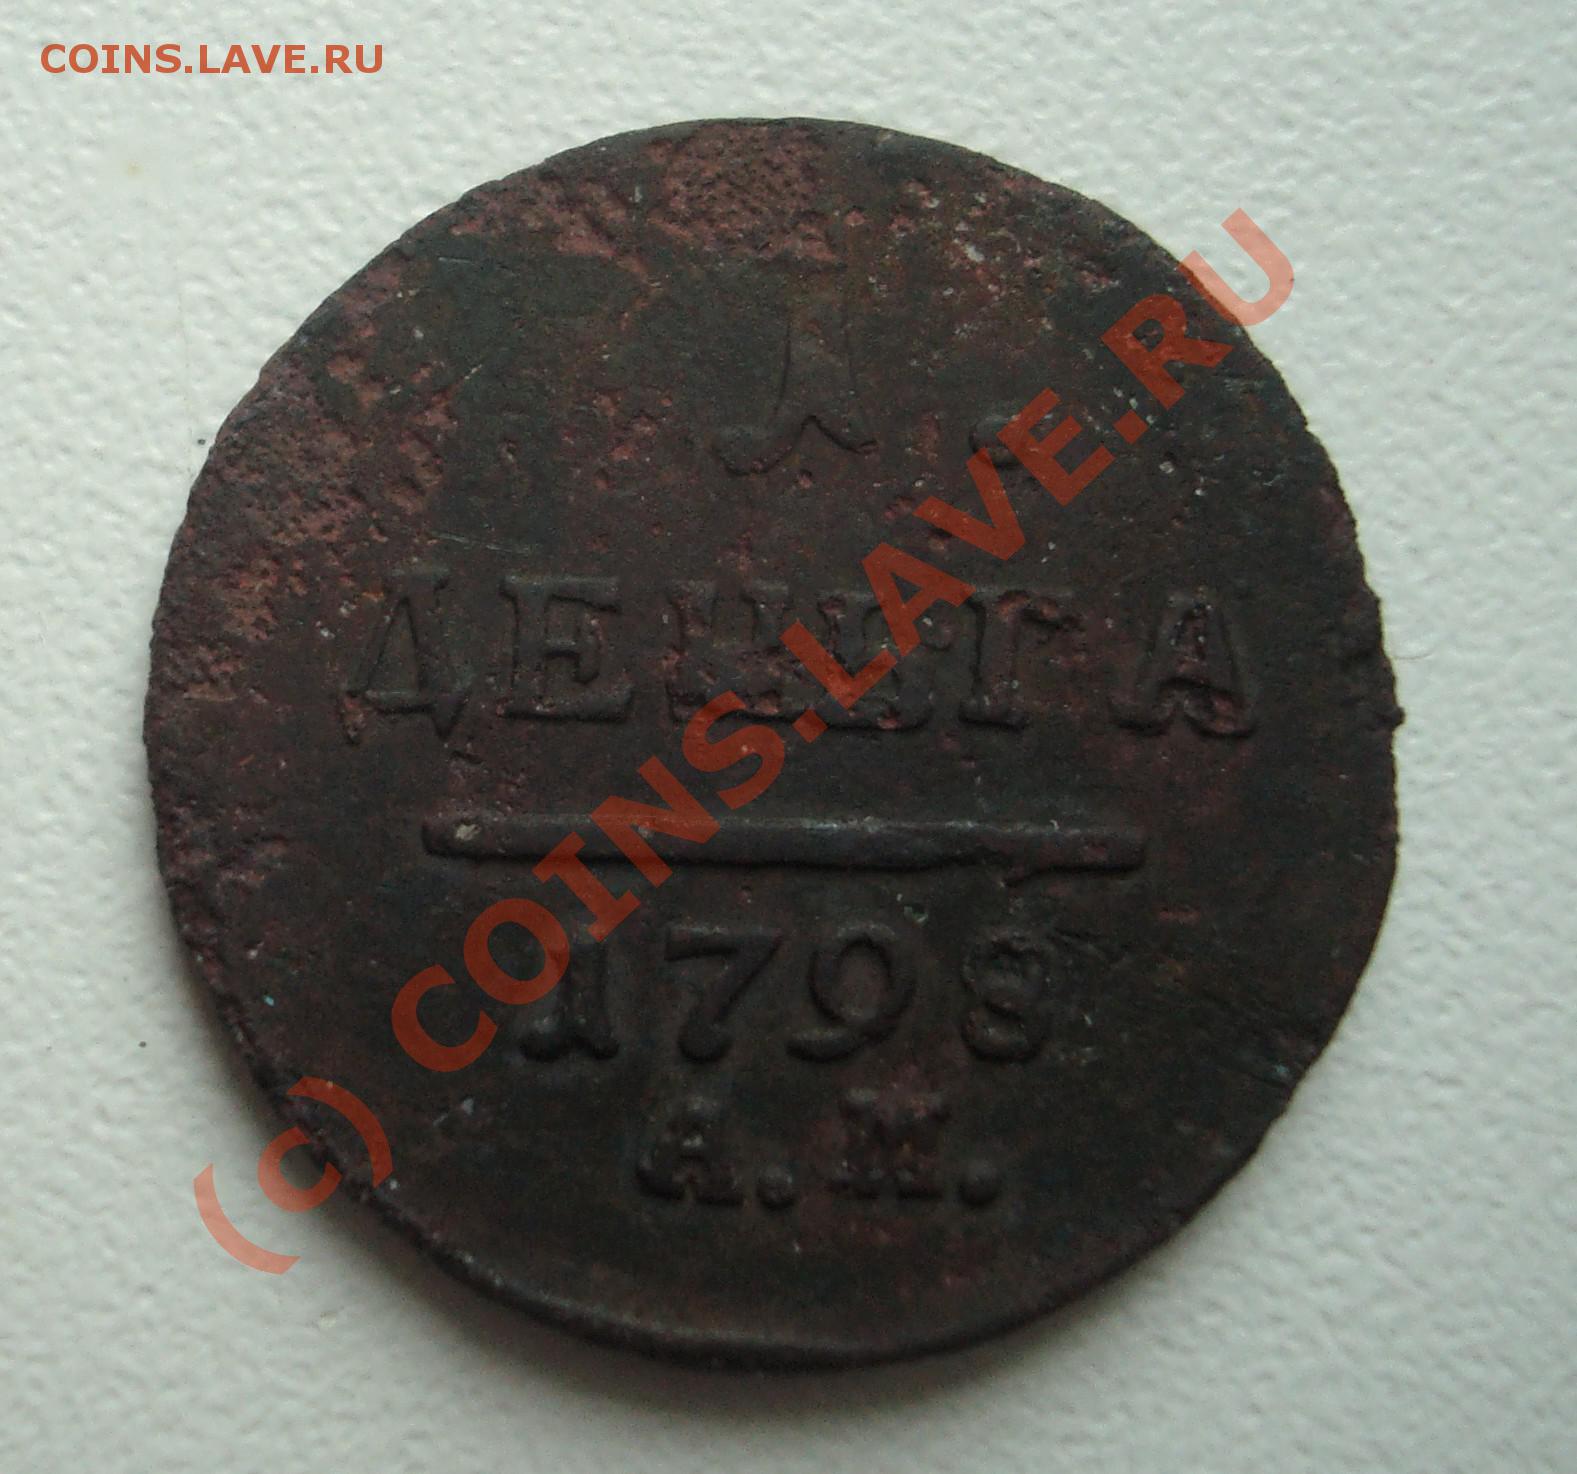 COINS.LAVE.RU
1
ДЕНЬГА
1798
А.М.
(c) COINS.LAVE.RU